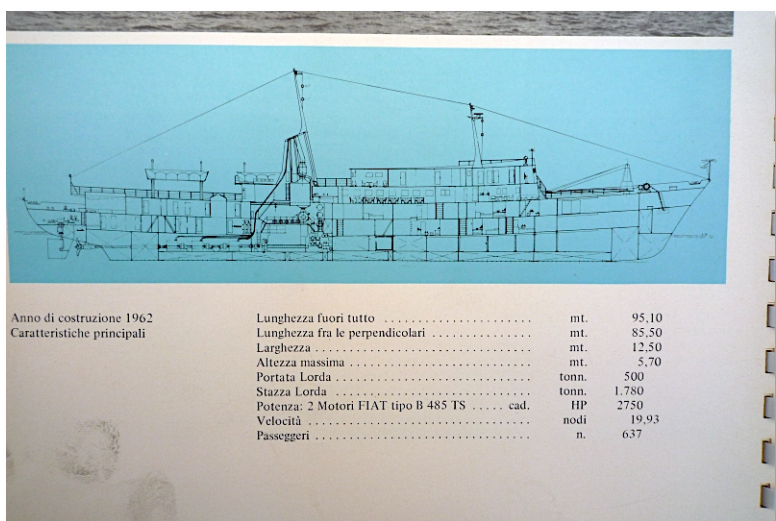 Anno di costruzione 1962
Caratteristiche principali
Lunghezza fuori tutto ........................ mt. 95,10
Lunghezza fra le perpendicolari ................. mt. 85,50
Larghezza ................................... mt. 12,50
Altezza massima ............................. mt. 5,70
Portata Lorda ............................... tonn. 500
Stazza Lorda ................................ tonn. 1.780
Potenza: 2 Motori FIAT tipo B 485 TS ..... cad. HP 2750
Velocità .................................... nodi 19,93
Passeggeri .................................. n. 637